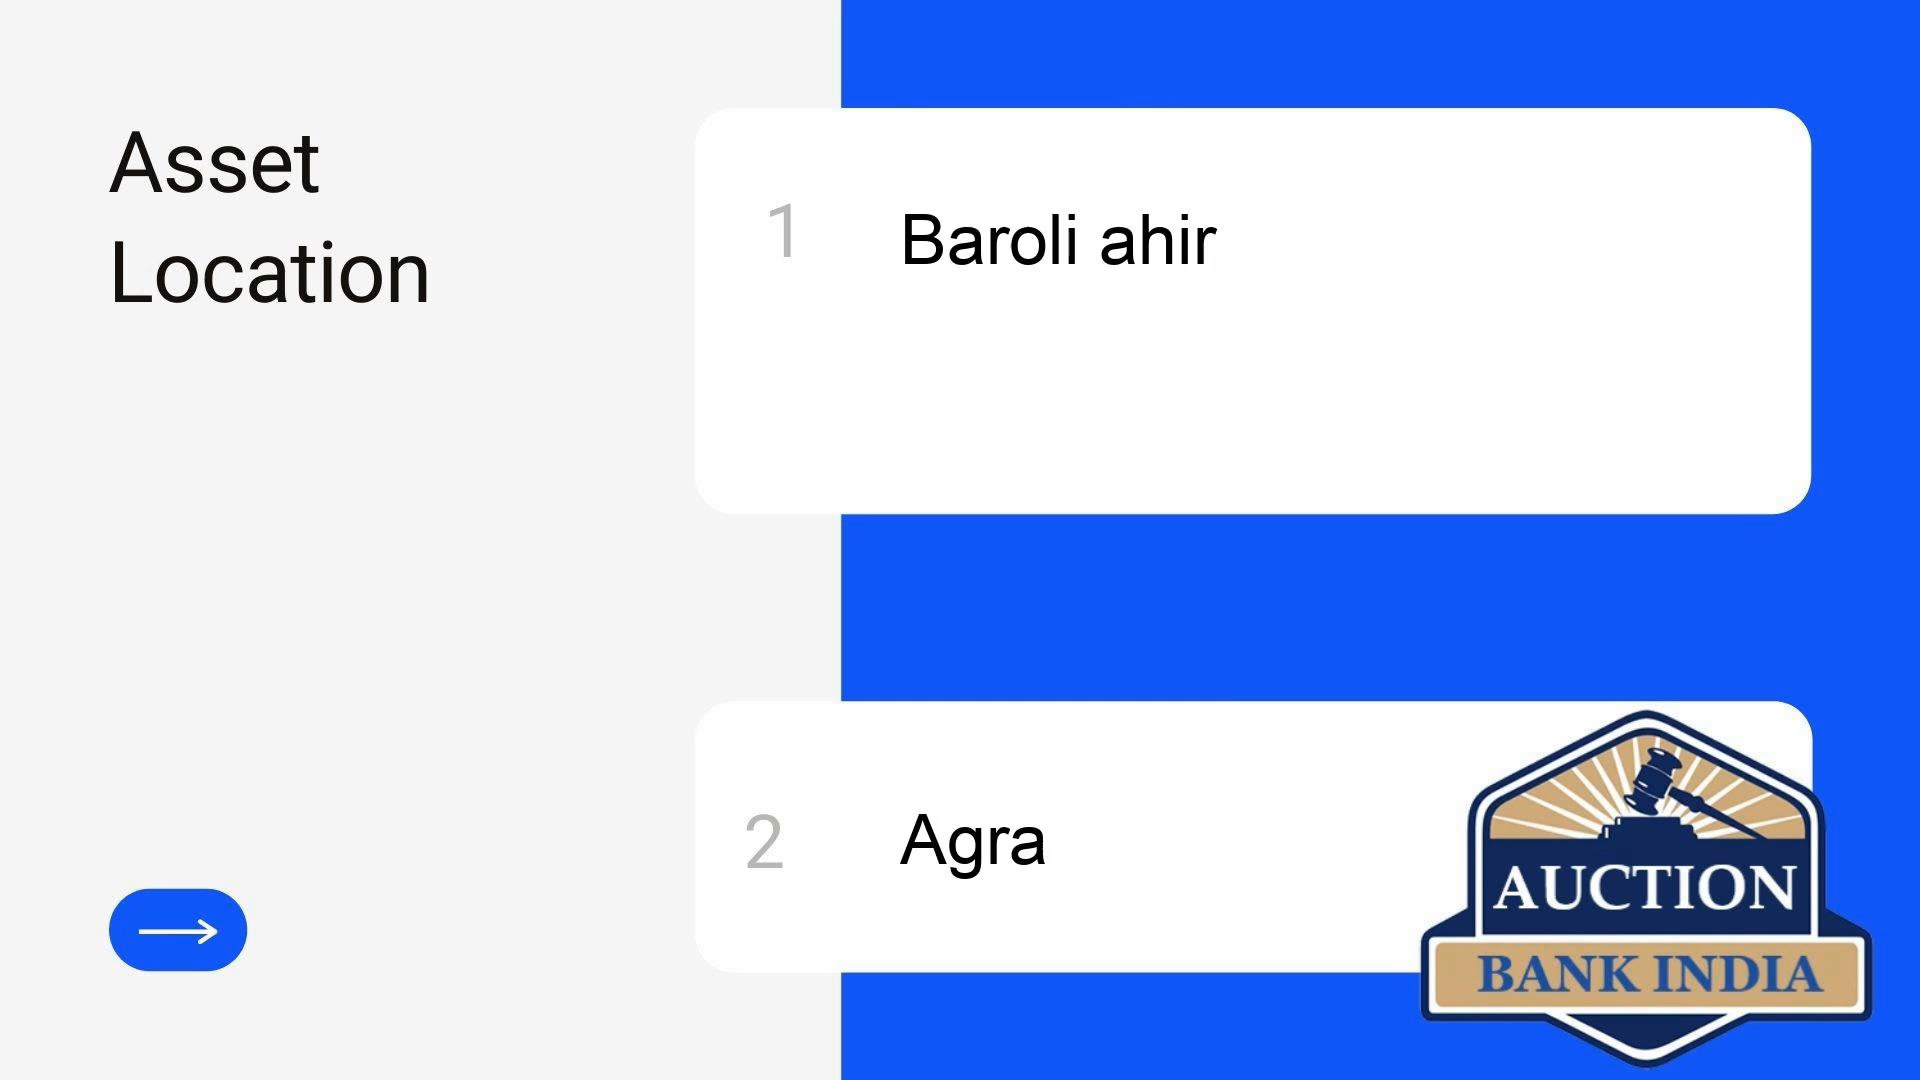 Asset
Location
1
Baroli ahir
2
Agra
AUCTION
BANK INDIA